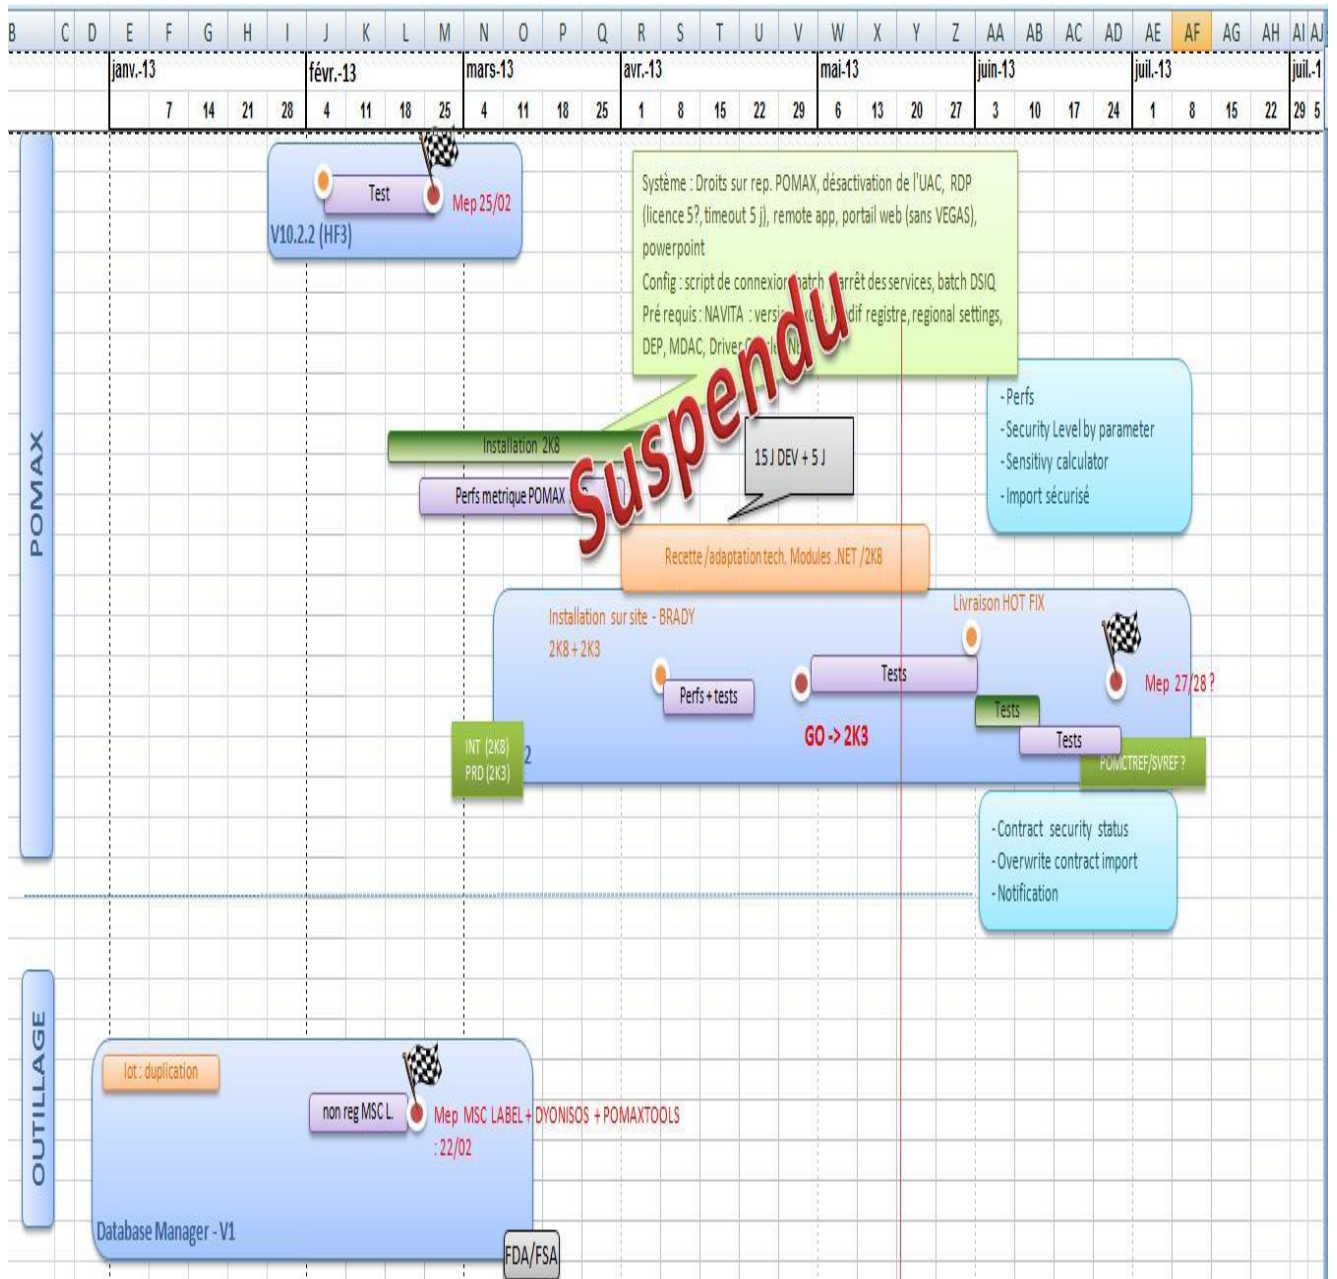 B C D E F G H I J K L M N O P Q R S T U V W X Y Z AA AB AC AD AE AF AG AH AI AJ
janv.-13 févr.-13 mars-13 avr.-13 mai-13 juin-13 juil.-13 juil.-1
7 14 21 28 4 11 18 25 4 11 18 25 1 8 15 22 29 6 13 20 27 3 10 17 24 1 8 15 22 29 5
POMAX
Test
Mep 25/02
V10.2.2 (HF3)
Système : Droits sur rep. POMAX, désactivation de l'UAC, RDP
(licence 5?, timeout 5 j), remote app, portail web (sans VEGAS),
powerpoint
Config : script de connexion, batch arrêt des services, batch DSIQ
Pré requis : NAVITA : registre, regional settings,
DEP, MDAC, Driver
Suspendu
Installation 2K8
Perfs metrique POMAX
15 J DEV + 5 J
- Perfs
- Security Level by parameter
- Sensitivy calculator
- Import sécurisé
Recette /adaptation tech. Modules .NET /2K8
Installation sur site - BRADY
2K8 + 2K3
Livraison HOT FIX
Perfs + tests
Tests
Mep 27/28 ?
GO -> 2K3
Tests
Tests
INT (2K8)
PRD (2K3)
2
POMCTREF/SVREF ?
- Contract security status
- Overwrite contract import
- Notification
OUTILLAGE
lot : duplication
non reg MSC L.
Mep MSC LABEL + DYONISOS + POMAXTOOLS
: 22/02
Database Manager - V1
FDA/FSA